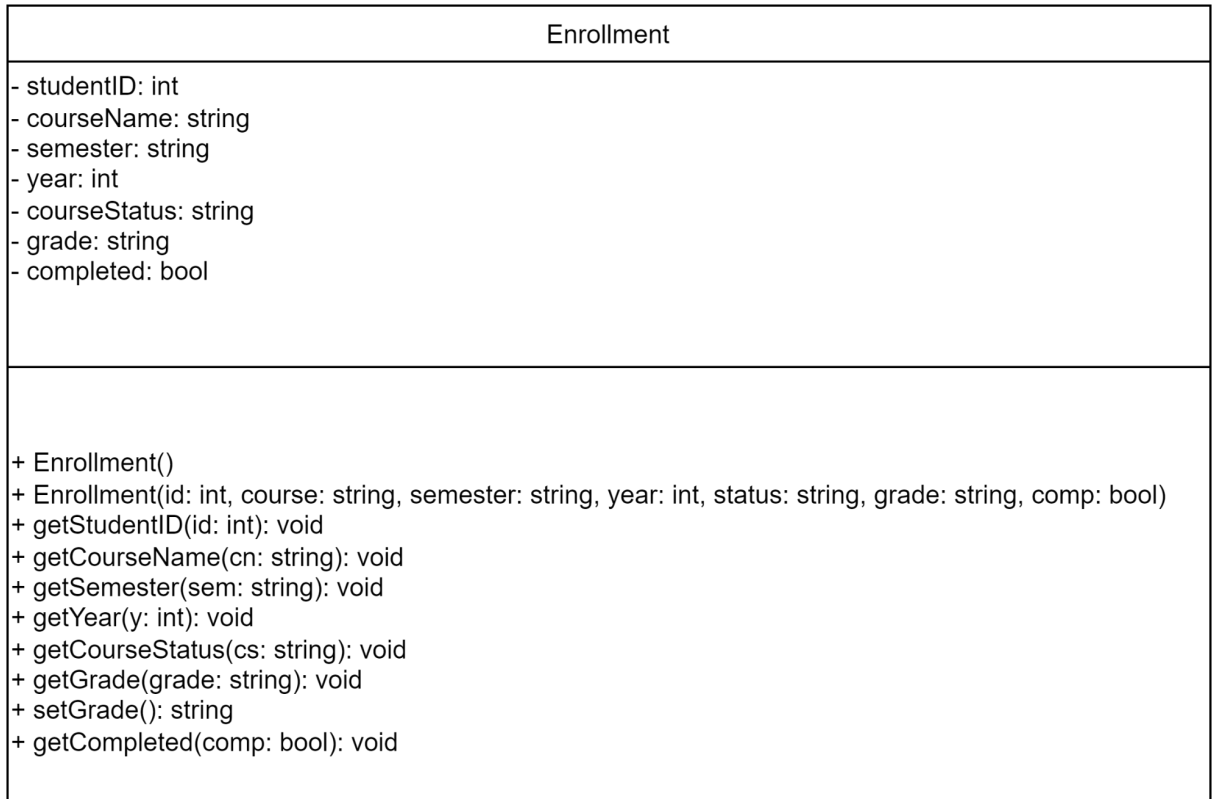 Enrollment
- studentID: int
- courseName: string
- semester: string
- year: int
- courseStatus: string
- grade: string
- completed: bool
+ Enrollment()
+ Enrollment(id: int, course: string, semester: string, year: int, status: string, grade: string, comp: bool)
+ getStudentID(id: int): void
+ getCourseName(cn: string): void
+ getSemester(sem: string): void
+ getYear(y: int): void
+ getCourseStatus(cs: string): void
+ getGrade(grade: string): void
+ setGrade(): string
+ getCompleted(comp: bool): void